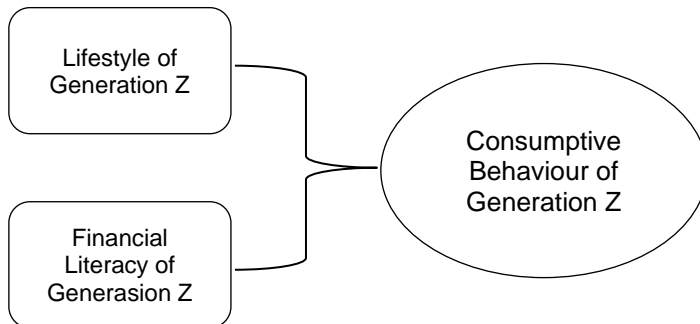 Lifestyle of
Generation Z
Consumptive
Behaviour of
Generation Z
Financial
Literacy of
Generasion Z